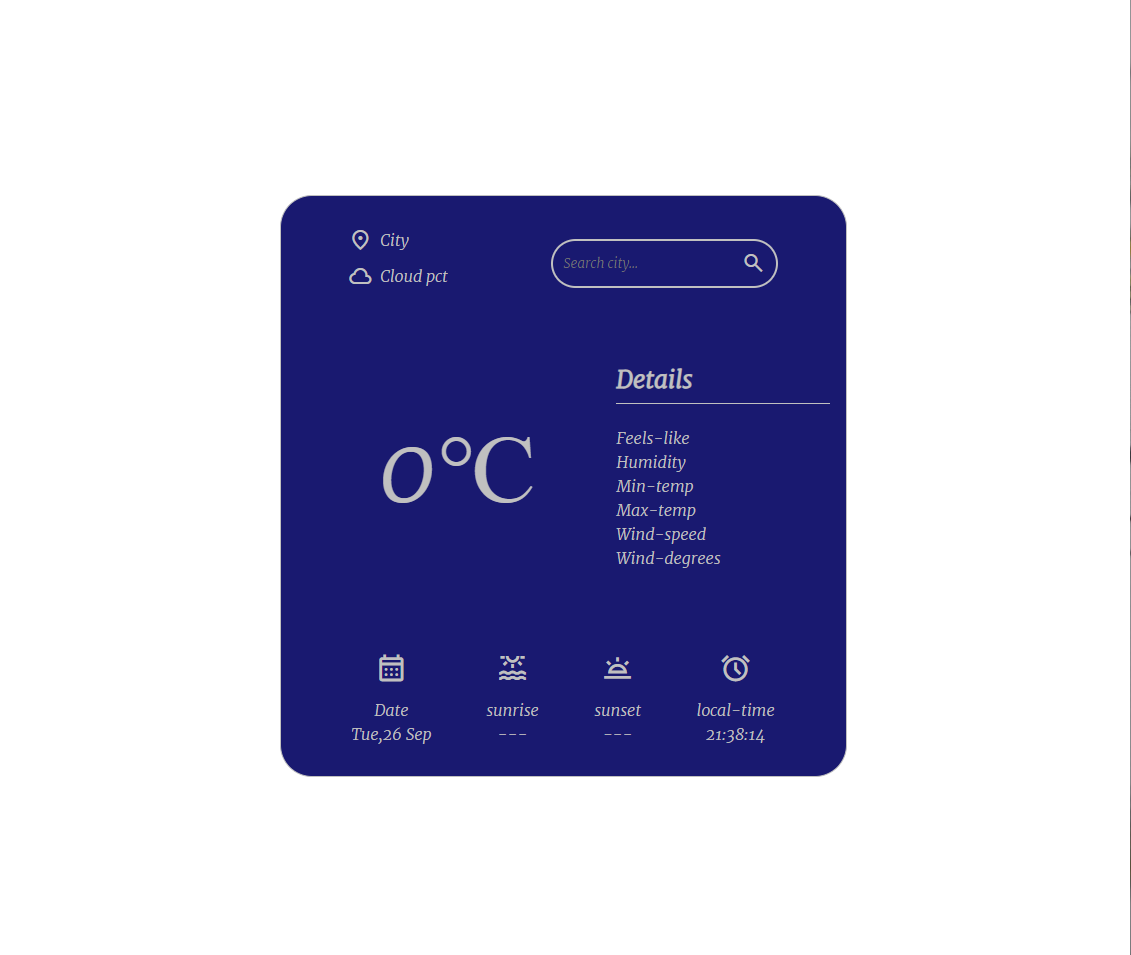 City
Cloud pct
Search city...
Details
0°C
Feels-like
Humidity
Min-temp
Max-temp
Wind-speed
Wind-degrees
Date
Tue,26 Sep
sunrise
---
sunset
---
local-time
21:38:14